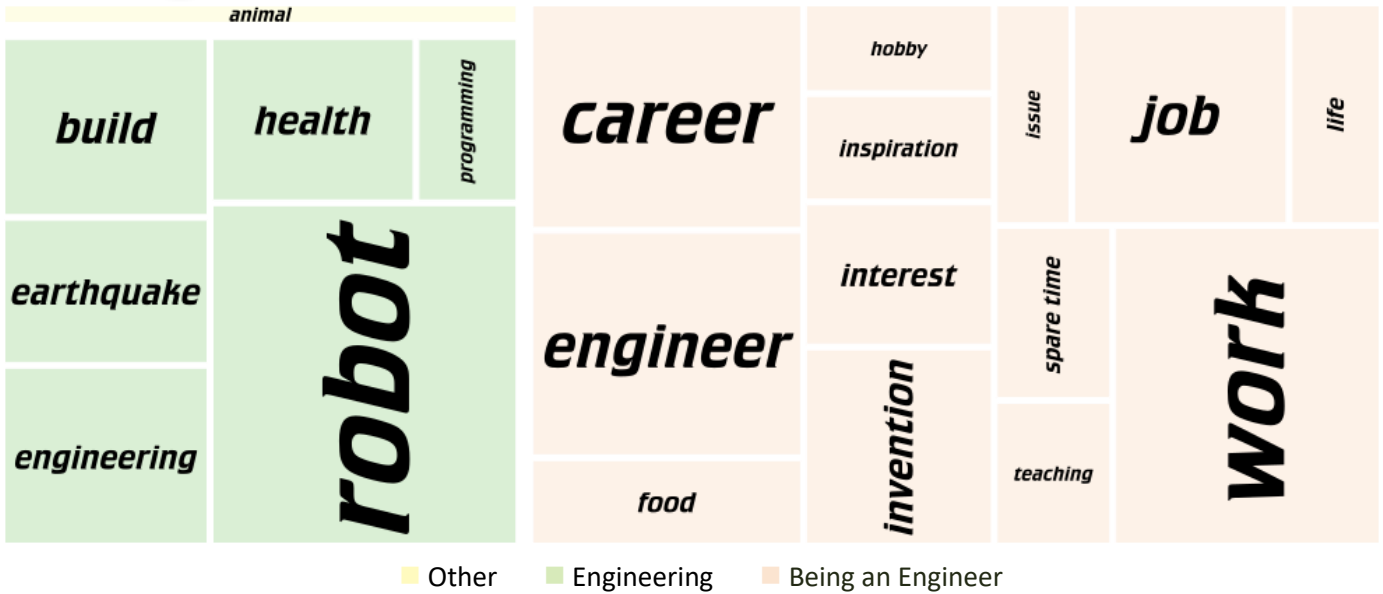 animal
build
health
programming
earthquake
engineering
robot
career
engineer
food
hobby
inspiration
interest
invention
issue
job
life
spare time
teaching
work
Other
Engineering
Being an Engineer